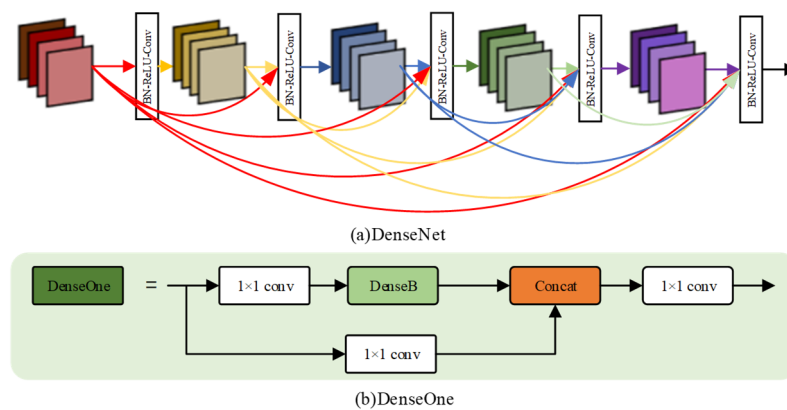 BN-ReLU-Conv
BN-ReLU-Conv
BN-ReLU-Conv
BN-ReLU-Conv
BN-ReLU-Conv
(a)DenseNet
DenseOne
=
1×1 conv
DenseB
Concat
1×1 conv
1×1 conv
(b)DenseOne